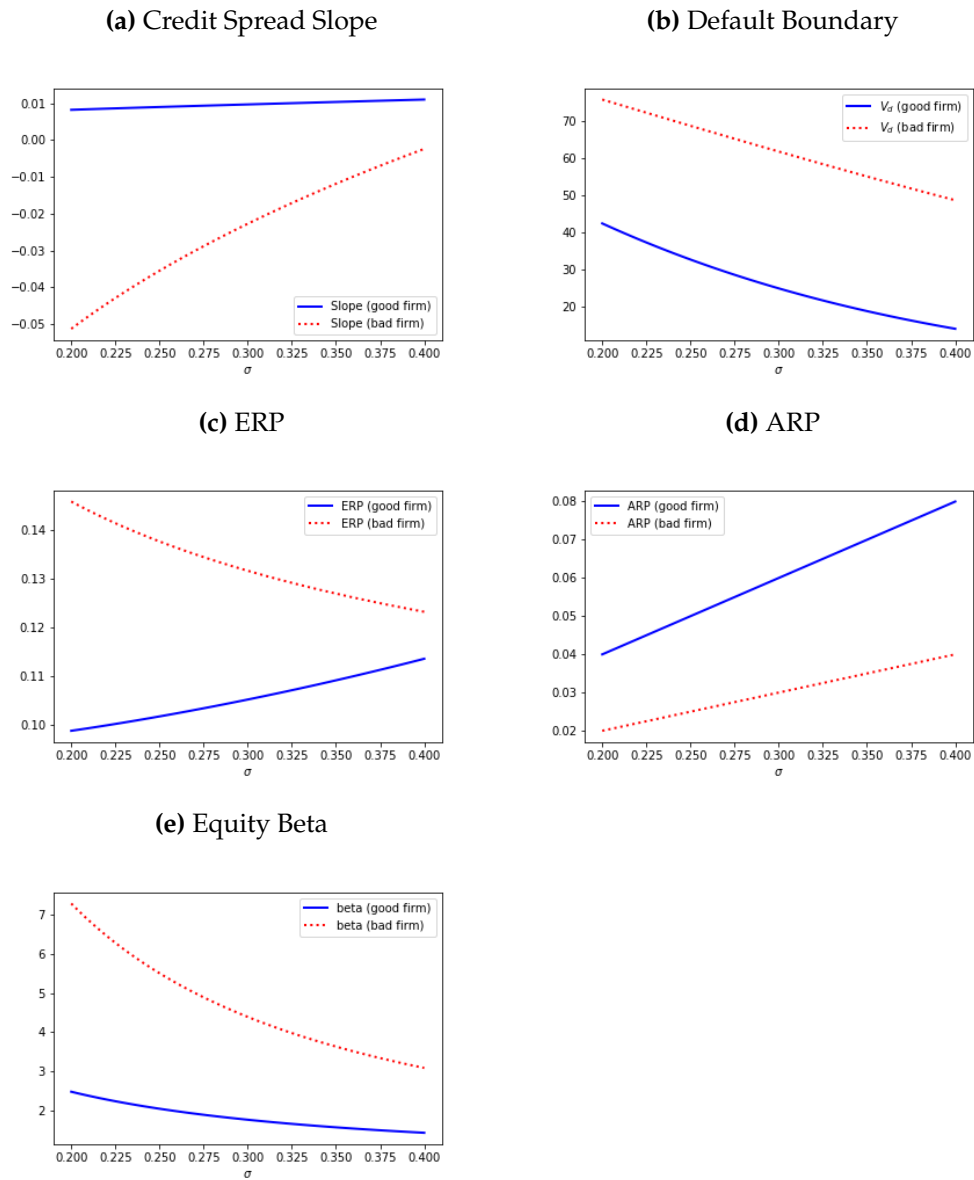 (a) Credit Spread Slope
0.01
0.00
−0.01
−0.02
−0.03
−0.04
−0.05
Slope (good firm)
Slope (bad firm)
0.200 0.225 0.250 0.275 0.300 0.325 0.350 0.375 0.400
σ
(b) Default Boundary
70
60
50
40
30
20
V_d (good firm)
V_d (bad firm)
0.200 0.225 0.250 0.275 0.300 0.325 0.350 0.375 0.400
σ
(c) ERP
0.14
0.13
0.12
0.11
0.10
ERP (good firm)
ERP (bad firm)
0.200 0.225 0.250 0.275 0.300 0.325 0.350 0.375 0.400
σ
(d) ARP
0.08
0.07
0.06
0.05
0.04
0.03
0.02
ARP (good firm)
ARP (bad firm)
0.200 0.225 0.250 0.275 0.300 0.325 0.350 0.375 0.400
σ
(e) Equity Beta
7
6
5
4
3
2
beta (good firm)
beta (bad firm)
0.200 0.225 0.250 0.275 0.300 0.325 0.350 0.375 0.400
σ